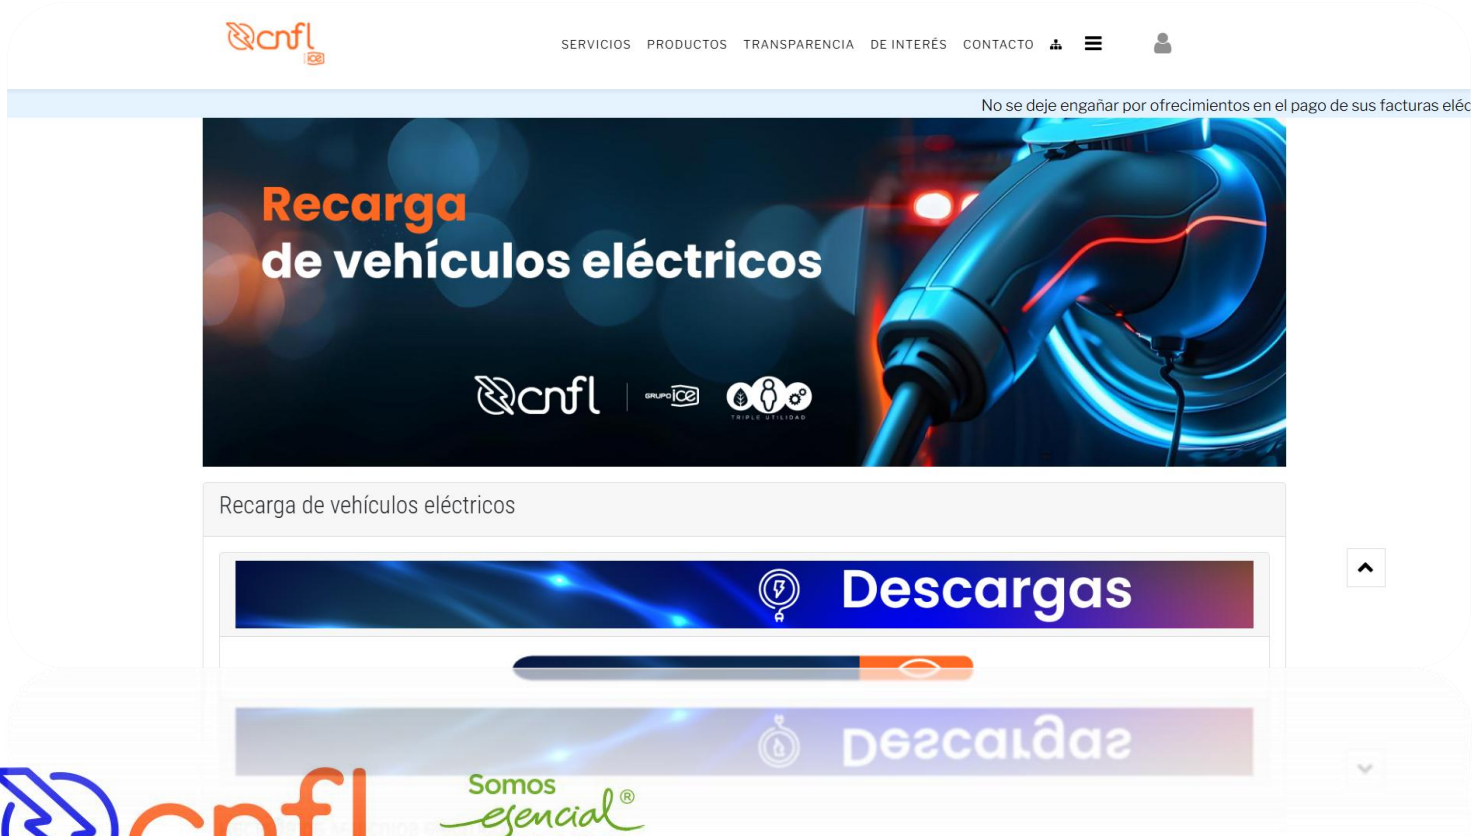 cnfl
ice
SERVICIOS PRODUCTOS TRANSPARENCIA DE INTERÉS CONTACTO
No se deje engañar por ofrecimientos en el pago de sus facturas eléc
Recarga
de vehículos eléctricos
cnfl GRUPO ice
TRIPLE UTILIDAD
Recarga de vehículos eléctricos
Descargas
Descargas
cnfl
Somos
esencial®